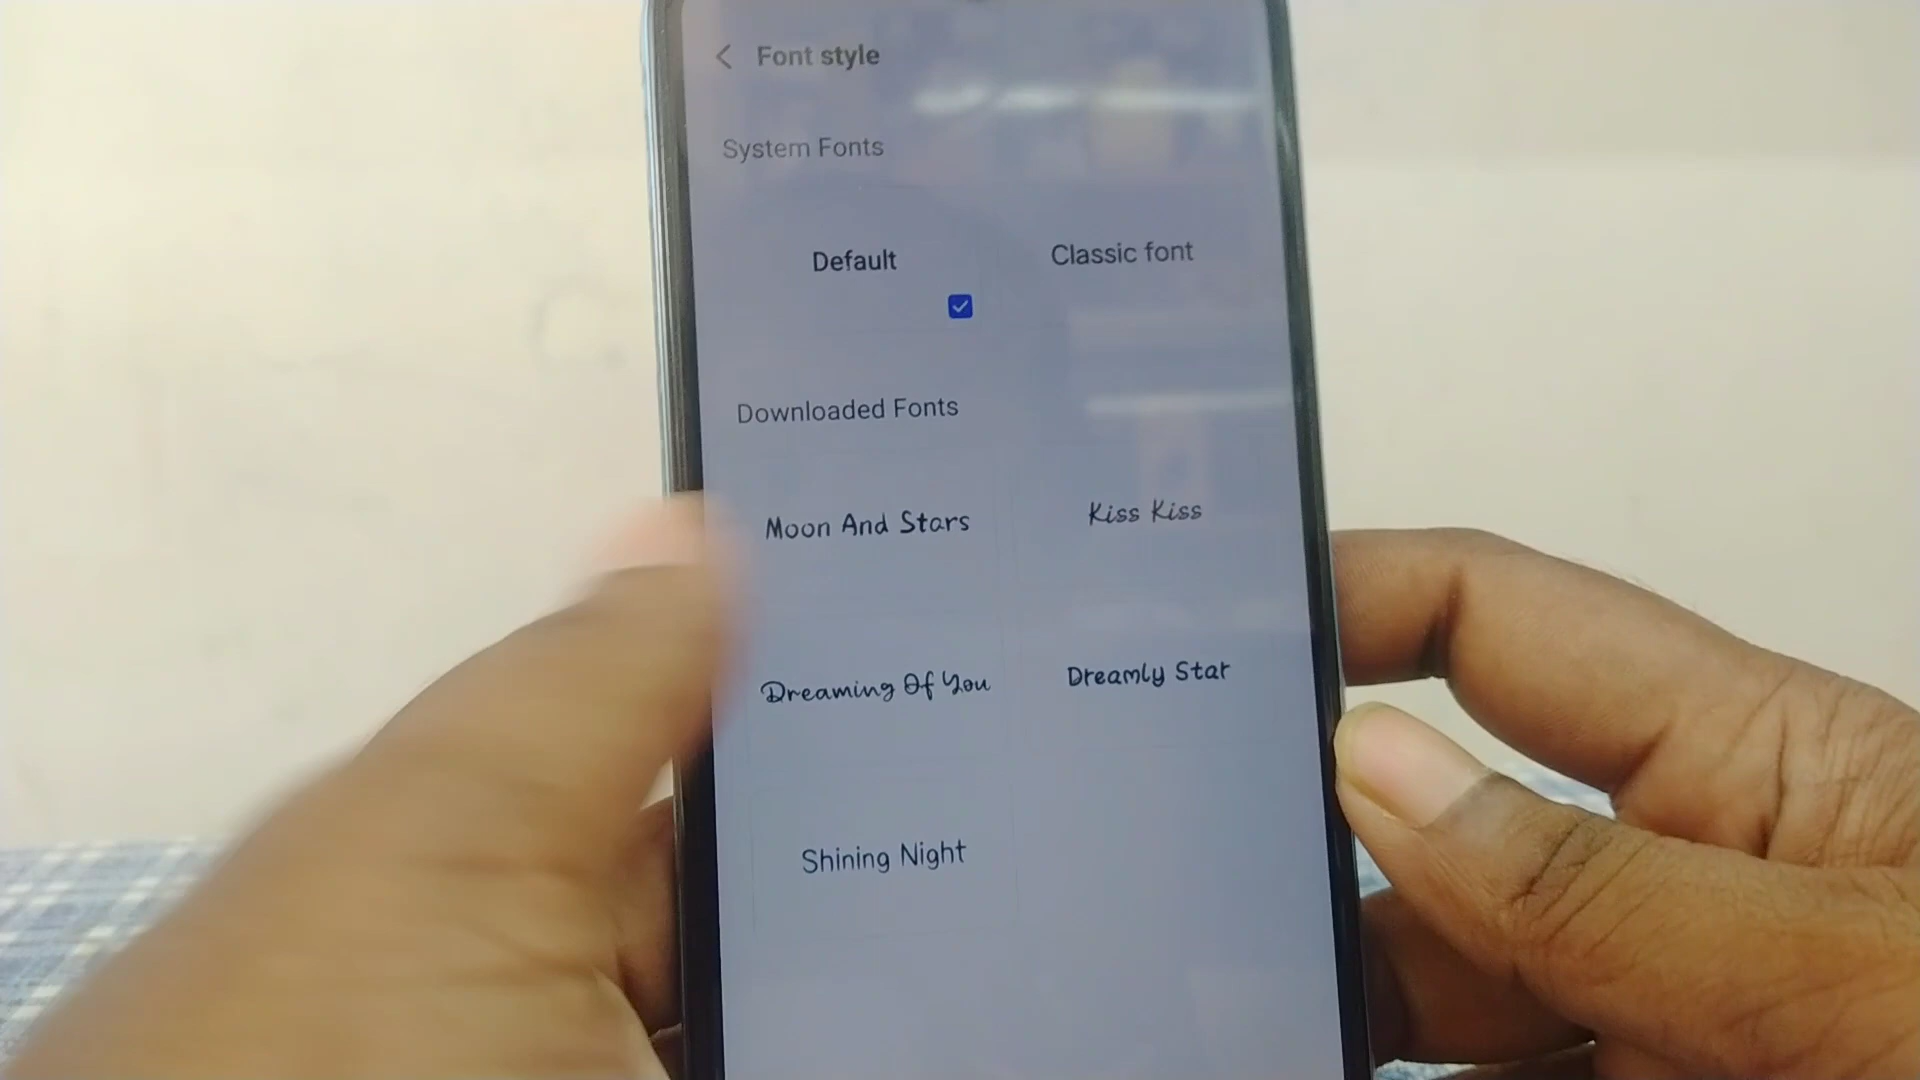 Font style
System Fonts
Default
Classic font
Downloaded Fonts
Moon And Stars
Kiss Kiss
Dreaming Of You
Dreamly Star
Shining Night